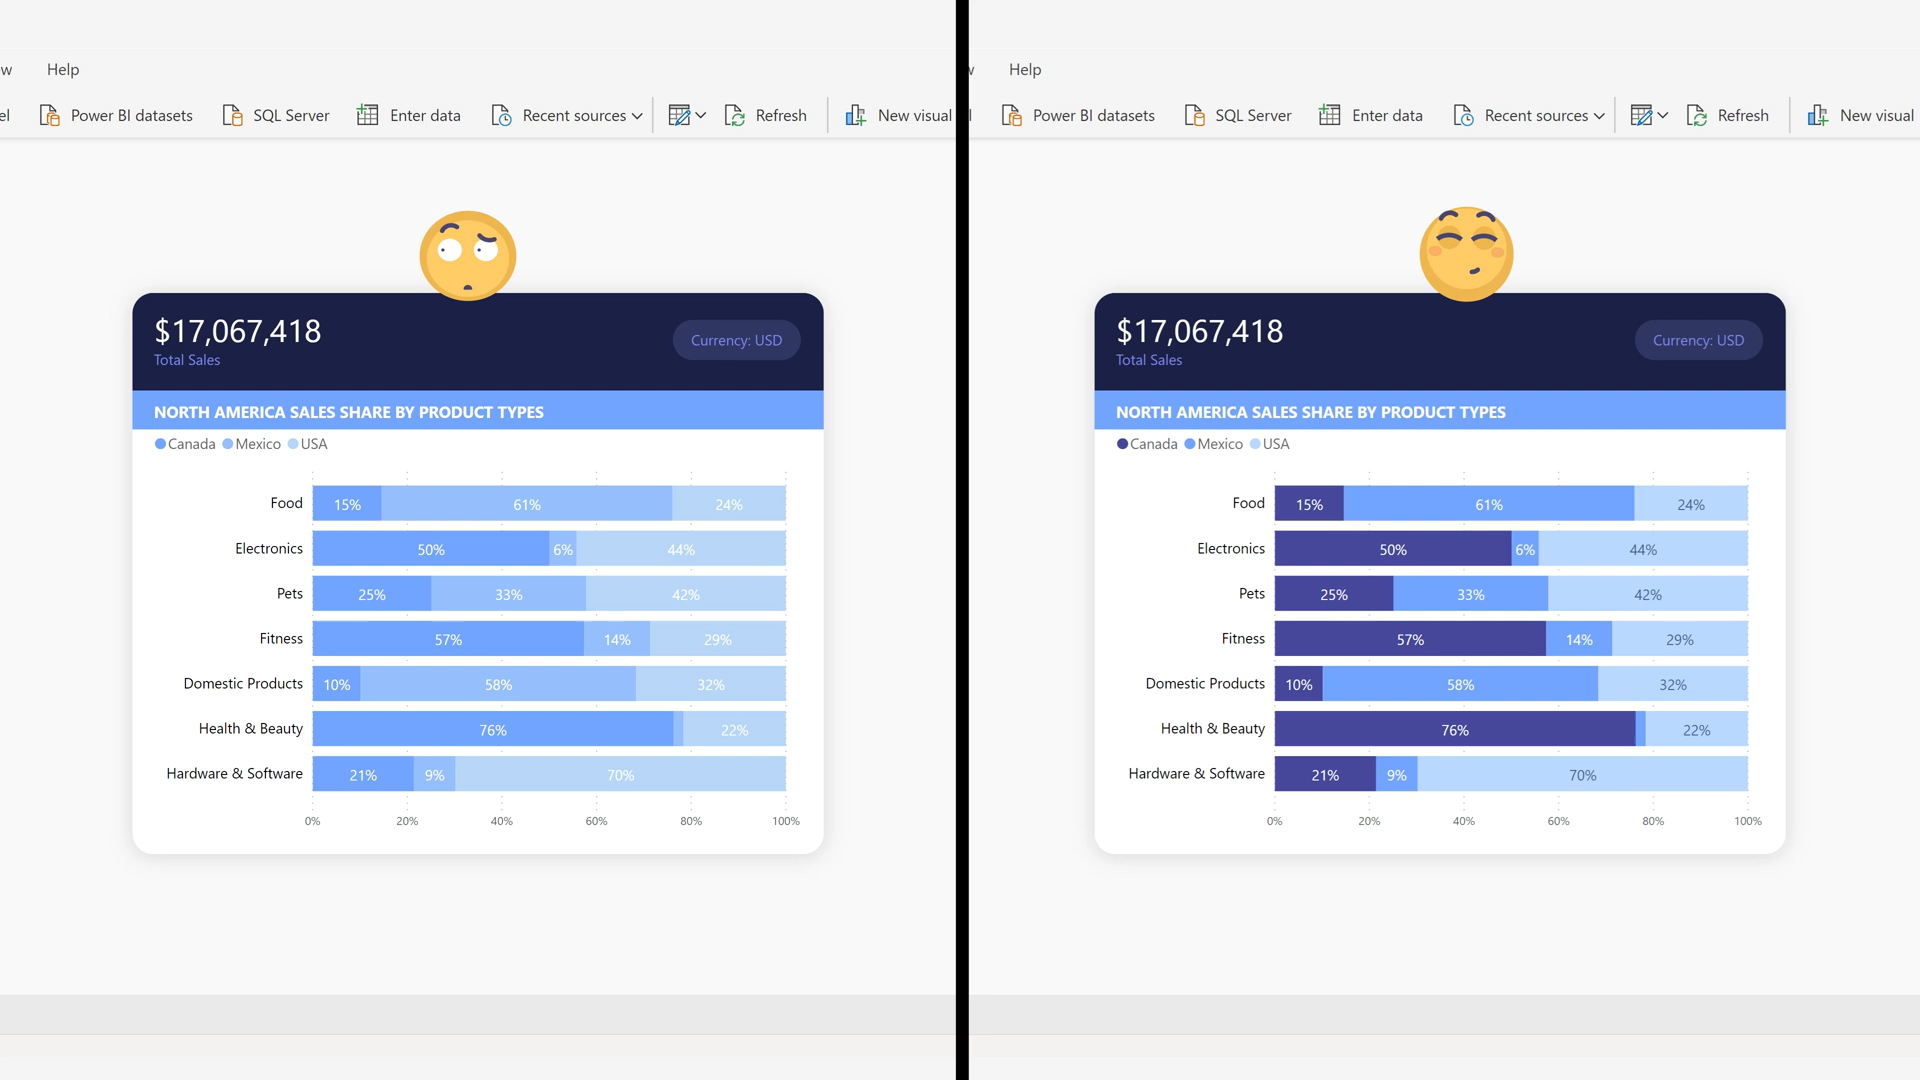 w Help
el Power BI datasets SQL Server Enter data Recent sources Refresh New visual
$17,067,418
Total Sales
Currency: USD
NORTH AMERICA SALES SHARE BY PRODUCT TYPES
Canada Mexico USA
Food 15% 61% 24%
Electronics 50% 6% 44%
Pets 25% 33% 42%
Fitness 57% 14% 29%
Domestic Products 10% 58% 32%
Health & Beauty 76% 22%
Hardware & Software 21% 9% 70%
0% 20% 40% 60% 80% 100%
w Help
l Power BI datasets SQL Server Enter data Recent sources Refresh New visual
$17,067,418
Total Sales
Currency: USD
NORTH AMERICA SALES SHARE BY PRODUCT TYPES
Canada Mexico USA
Food 15% 61% 24%
Electronics 50% 6% 44%
Pets 25% 33% 42%
Fitness 57% 14% 29%
Domestic Products 10% 58% 32%
Health & Beauty 76% 22%
Hardware & Software 21% 9% 70%
0% 20% 40% 60% 80% 100%